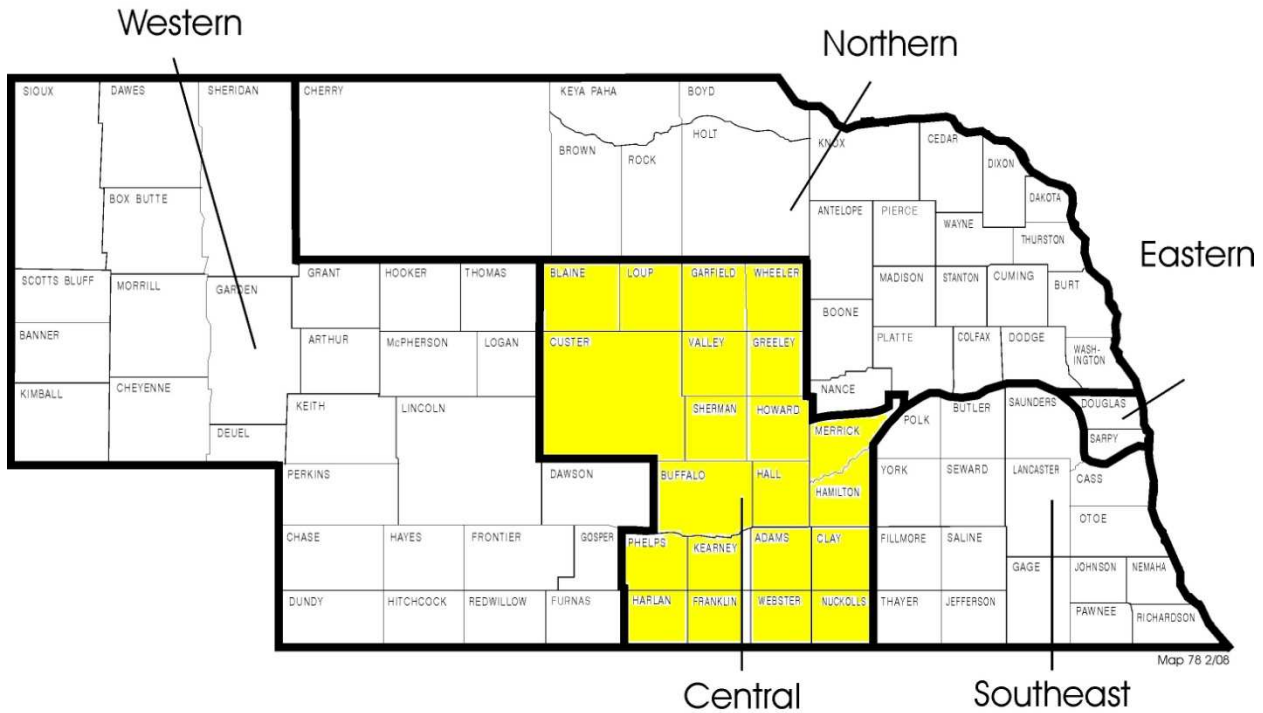 Western
Northern
SIOUX
DAWES
SHERIDAN
CHERRY
KEYA PAHA
BOYD
HOLT
BROWN
ROCK
KNOX
CEDAR
DIXON
DAKOTA
BOX BUTTE
ANTELOPE
PIERCE
WAYNE
THURSTON
Eastern
SCOTTS BLUFF
MORRILL
GARDEN
GRANT
HOOKER
THOMAS
BLAINE
LOUP
GARFIELD
WHEELER
MADISON
STANTON
CUMING
BURT
BANNER
ARTHUR
McPHERSON
LOGAN
CUSTER
VALLEY
GREELEY
BOONE
PLATTE
COLFAX
DODGE
WASH-
INGTON
KIMBALL
CHEYENNE
KEITH
LINCOLN
SHERMAN
HOWARD
NANCE
MERRICK
POLK
BUTLER
SAUNDERS
DOUGLAS
SARPY
DEUEL
PERKINS
DAWSON
BUFFALO
HALL
HAMILTON
YORK
SEWARD
LANCASTER
CASS
OTOE
CHASE
HAYES
FRONTIER
GOSPER
PHELPS
KEARNEY
ADAMS
CLAY
FILLMORE
SALINE
GAGE
JOHNSON
NEMAHA
DUNDY
HITCHCOCK
REDWILLOW
FURNAS
HARLAN
FRANKLIN
WEBSTER
NUCKOLLS
THAYER
JEFFERSON
PAWNEE
RICHARDSON
Map 78 2/08
Central
Southeast